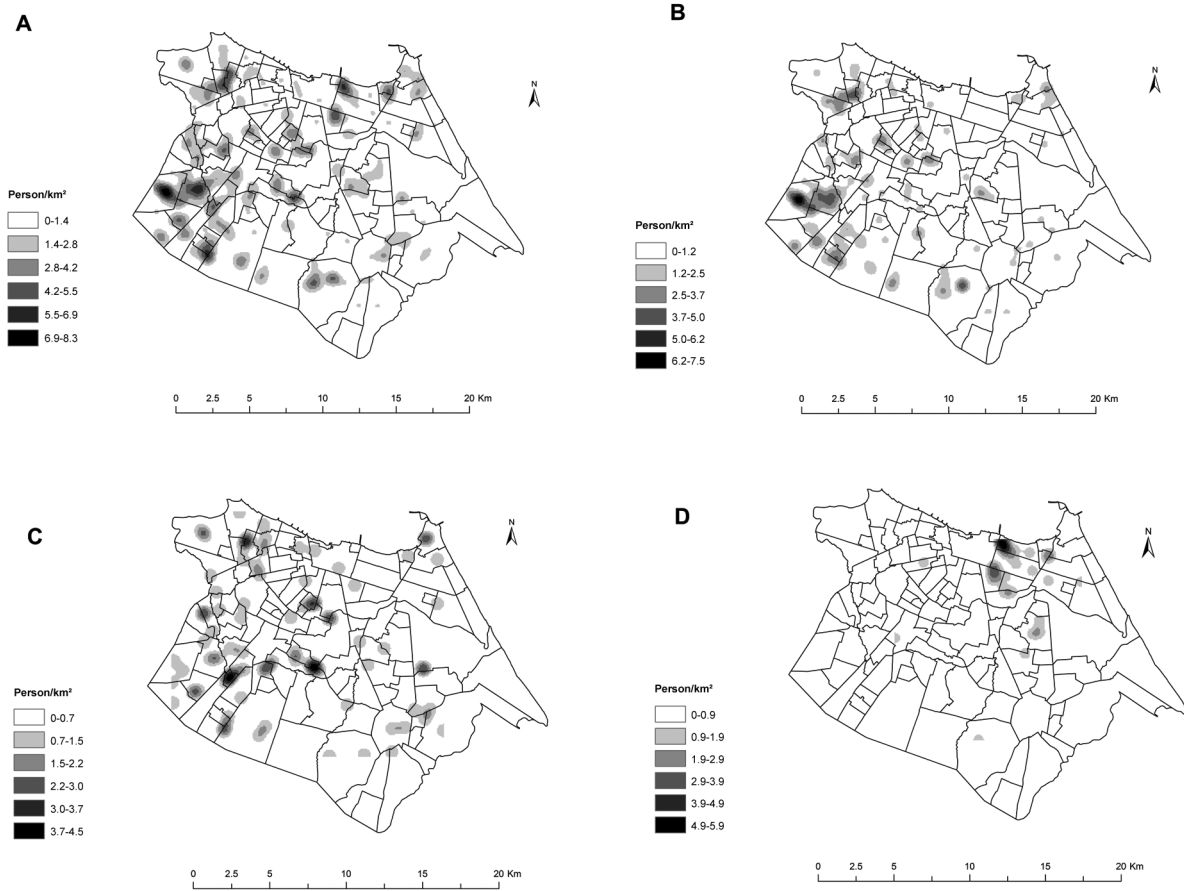 A
N
Person/km²
0-1.4
1.4-2.8
2.8-4.2
4.2-5.5
5.5-6.9
6.9-8.3
0 2.5 5 10 15 20 Km
B
N
Person/km²
0-1.2
1.2-2.5
2.5-3.7
3.7-5.0
5.0-6.2
6.2-7.5
0 2.5 5 10 15 20 Km
C
N
Person/km²
0-0.7
0.7-1.5
1.5-2.2
2.2-3.0
3.0-3.7
3.7-4.5
0 2.5 5 10 15 20 Km
D
N
Person/km²
0-0.9
0.9-1.9
1.9-2.9
2.9-3.9
3.9-4.9
4.9-5.9
0 2.5 5 10 15 20 Km